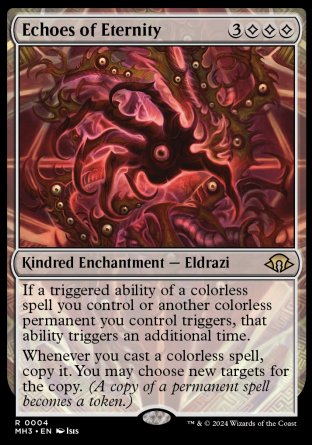 Echoes of Eternity 3◇◇◇
Kindred Enchantment — Eldrazi
If a triggered ability of a colorless
spell you control or another colorless
permanent you control triggers, that
ability triggers an additional time.
Whenever you cast a colorless spell,
copy it. You may choose new targets for
the copy. (A copy of a permanent spell
becomes a token.)
R 0004
MH3 • EN Isis ™ & © 2024 Wizards of the Coast